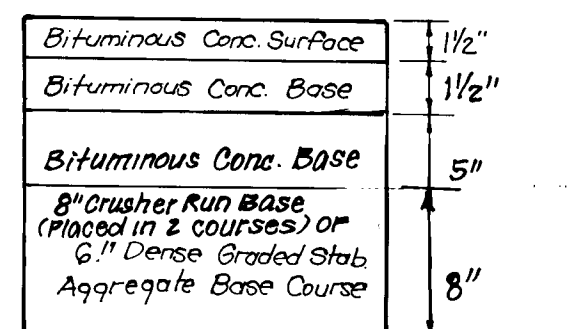 Bituminous Conc. Surface 1½"
Bituminous Conc. Base 1½"
Bituminous Conc. Base 5"
8" Crusher Run Base
(Placed in 2 courses) or
6." Dense Graded Stab.
Aggregate Base Course 8"